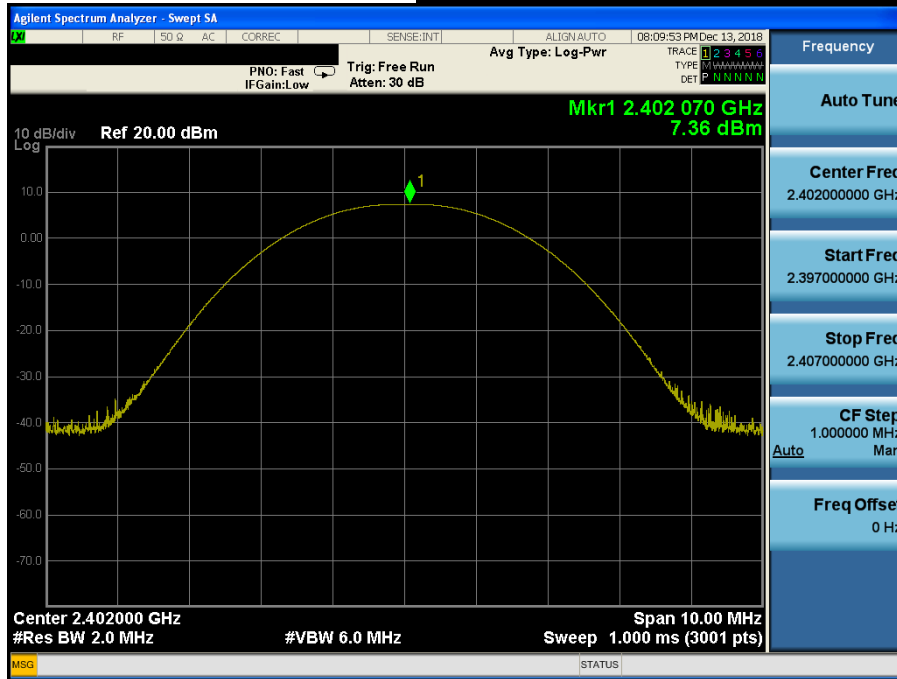 Agilent Spectrum Analyzer - Swept SA
LXI RF 50 Ω AC CORREC SENSE:INT ALIGN AUTO 08:09:53 PM Dec 13, 2018
PNO: Fast
IFGain:Low
Trig: Free Run
Atten: 30 dB
Avg Type: Log-Pwr
TRACE 1 2 3 4 5 6
TYPE M
DET P N N N N N
Mkr1 2.402 070 GHz
7.36 dBm
10 dB/div Ref 20.00 dBm
Log
1
10.0
0.00
-10.0
-20.0
-30.0
-40.0
-50.0
-60.0
-70.0
Center 2.402000 GHz Span 10.00 MHz
#Res BW 2.0 MHz #VBW 6.0 MHz Sweep 1.000 ms (3001 pts)
MSG STATUS
Frequency
Auto Tune
Center Freq
2.402000000 GHz
Start Freq
2.397000000 GHz
Stop Freq
2.407000000 GHz
CF Step
1.000000 MHz
Auto Man
Freq Offset
0 Hz